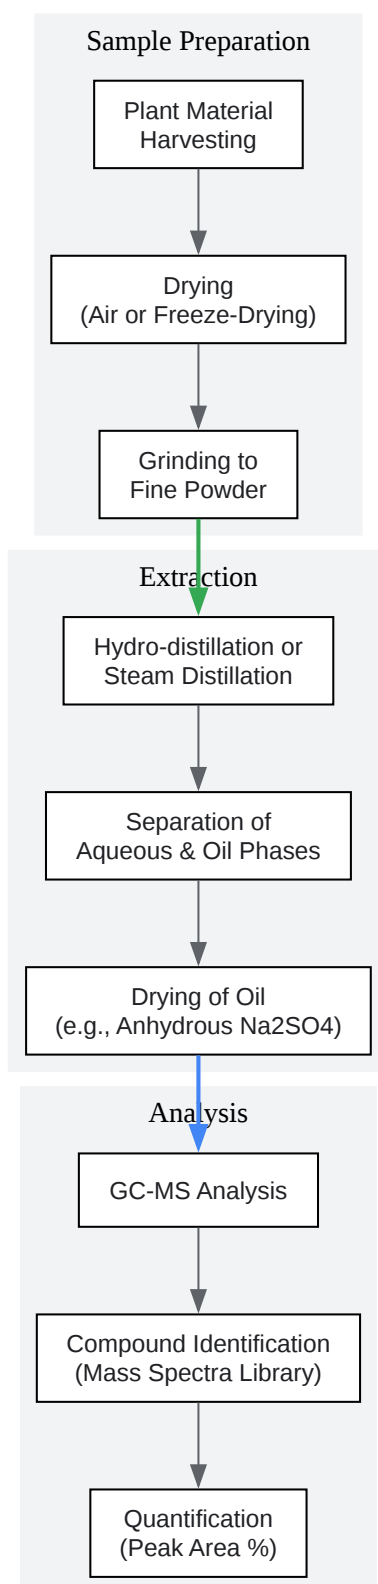 Sample Preparation
Plant Material
Harvesting
Drying
(Air or Freeze-Drying)
Grinding to
Fine Powder
Extraction
Hydro-distillation or
Steam Distillation
Separation of
Aqueous & Oil Phases
Drying of Oil
(e.g., Anhydrous Na2SO4)
Analysis
GC-MS Analysis
Compound Identification
(Mass Spectra Library)
Quantification
(Peak Area %)